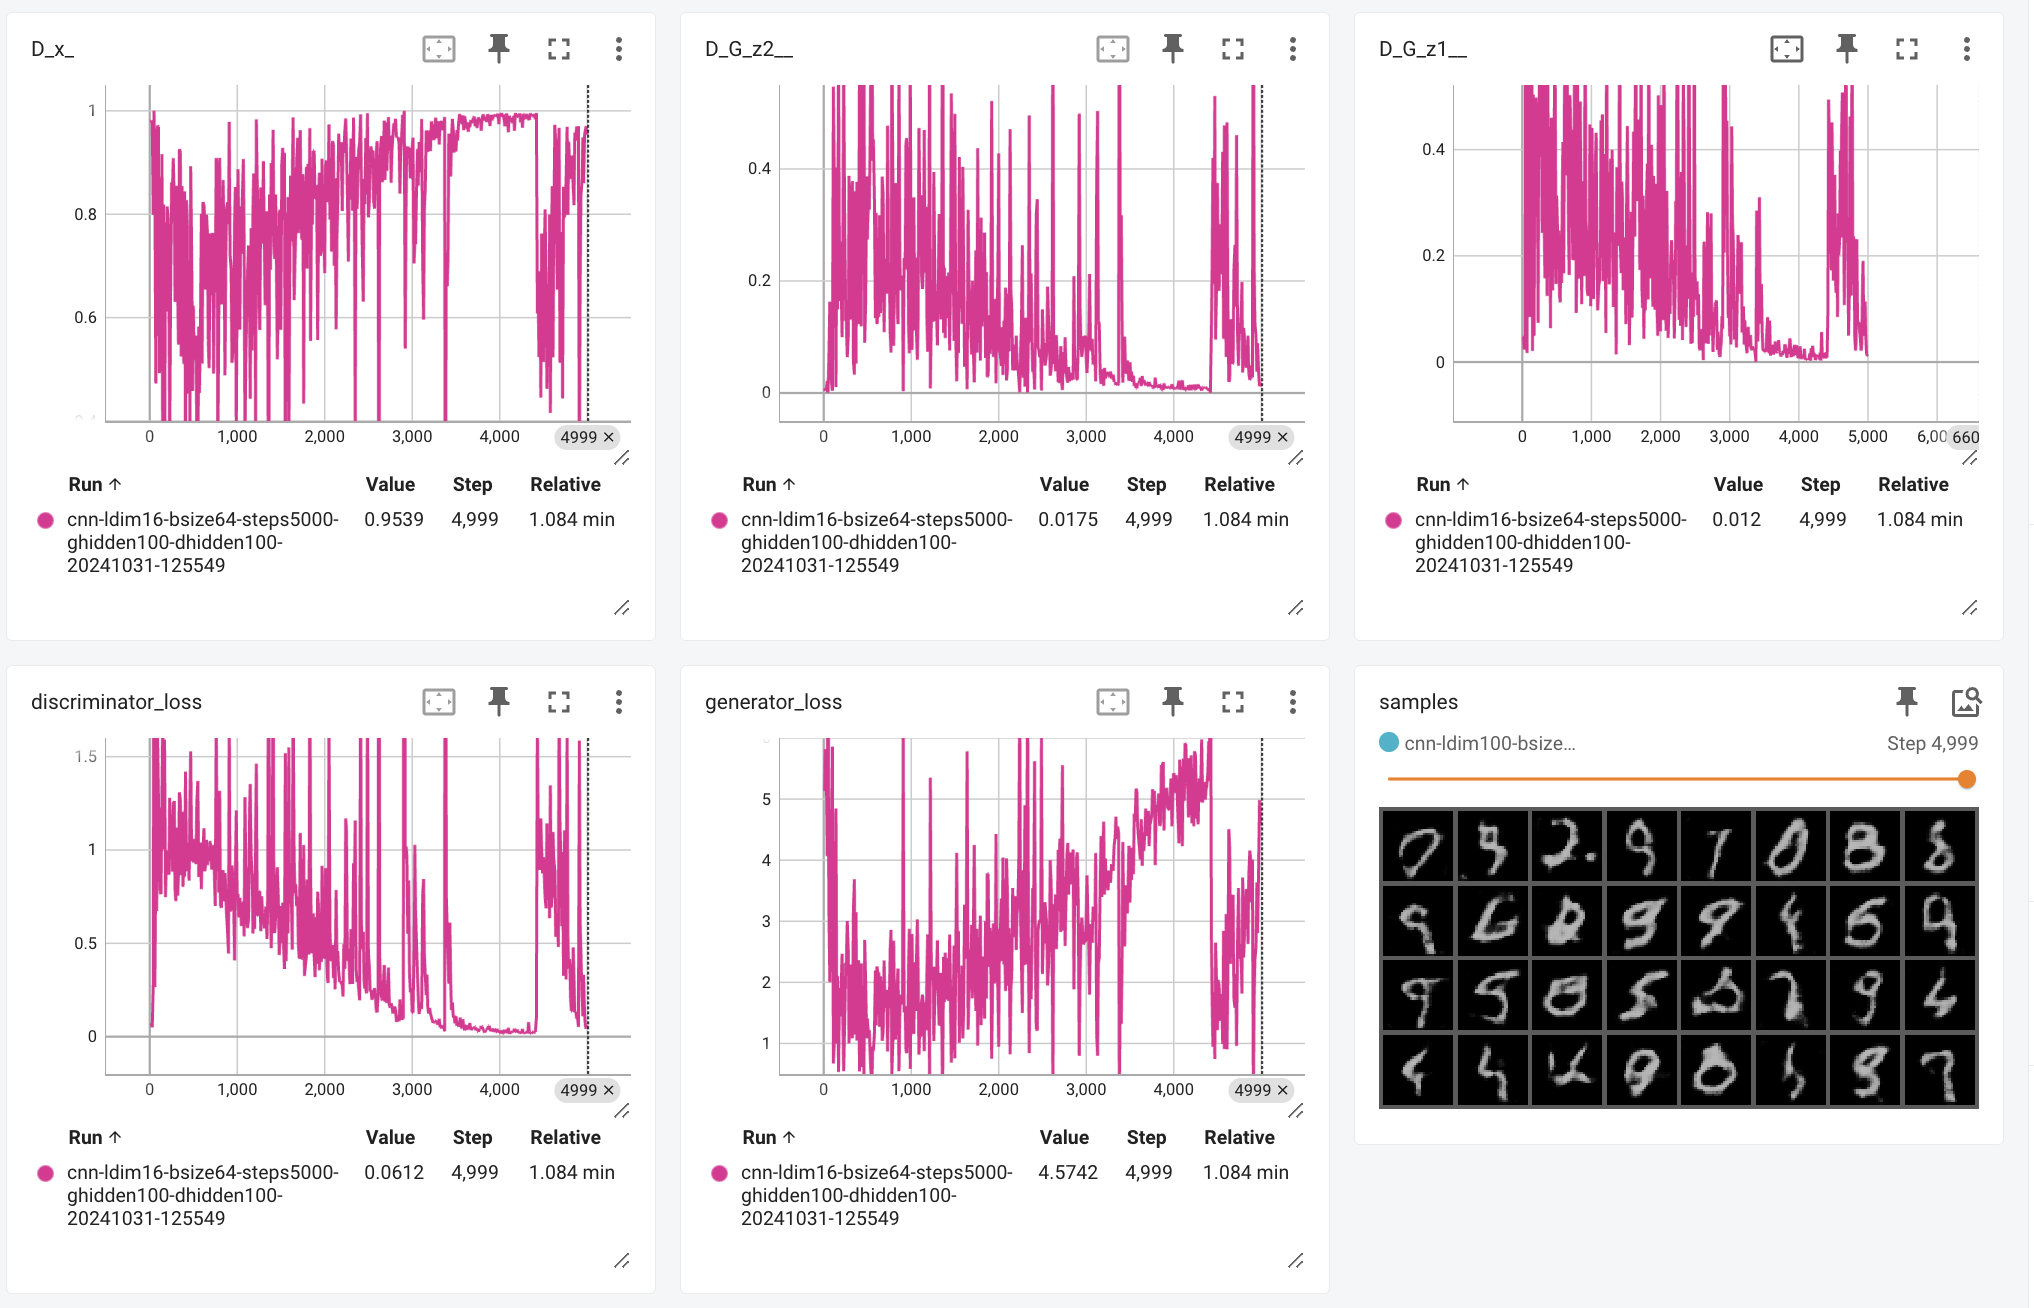 D_x_
1
0.8
0.6
0.4
0
1,000
2,000
3,000
4,000
4999 ×
Run ↑ Value Step Relative
cnn-ldim16-bsize64-steps5000- 0.9539 4,999 1.084 min
ghidden100-dhidden100-
20241031-125549
D_G_z2__
0.4
0.2
0
0
1,000
2,000
3,000
4,000
4999 ×
Run ↑ Value Step Relative
cnn-ldim16-bsize64-steps5000- 0.0175 4,999 1.084 min
ghidden100-dhidden100-
20241031-125549
D_G_z1__
0.4
0.2
0
0
1,000
2,000
3,000
4,000
5,000
6,00
660
Run ↑ Value Step Relative
cnn-ldim16-bsize64-steps5000- 0.012 4,999 1.084 min
ghidden100-dhidden100-
20241031-125549
discriminator_loss
1.5
1
0.5
0
0
1,000
2,000
3,000
4,000
4999 ×
Run ↑ Value Step Relative
cnn-ldim16-bsize64-steps5000- 0.0612 4,999 1.084 min
ghidden100-dhidden100-
20241031-125549
generator_loss
5
4
3
2
1
0
1,000
2,000
3,000
4,000
4999 ×
Run ↑ Value Step Relative
cnn-ldim16-bsize64-steps5000- 4.5742 4,999 1.084 min
ghidden100-dhidden100-
20241031-125549
samples
cnn-ldim100-bsize... Step 4,999